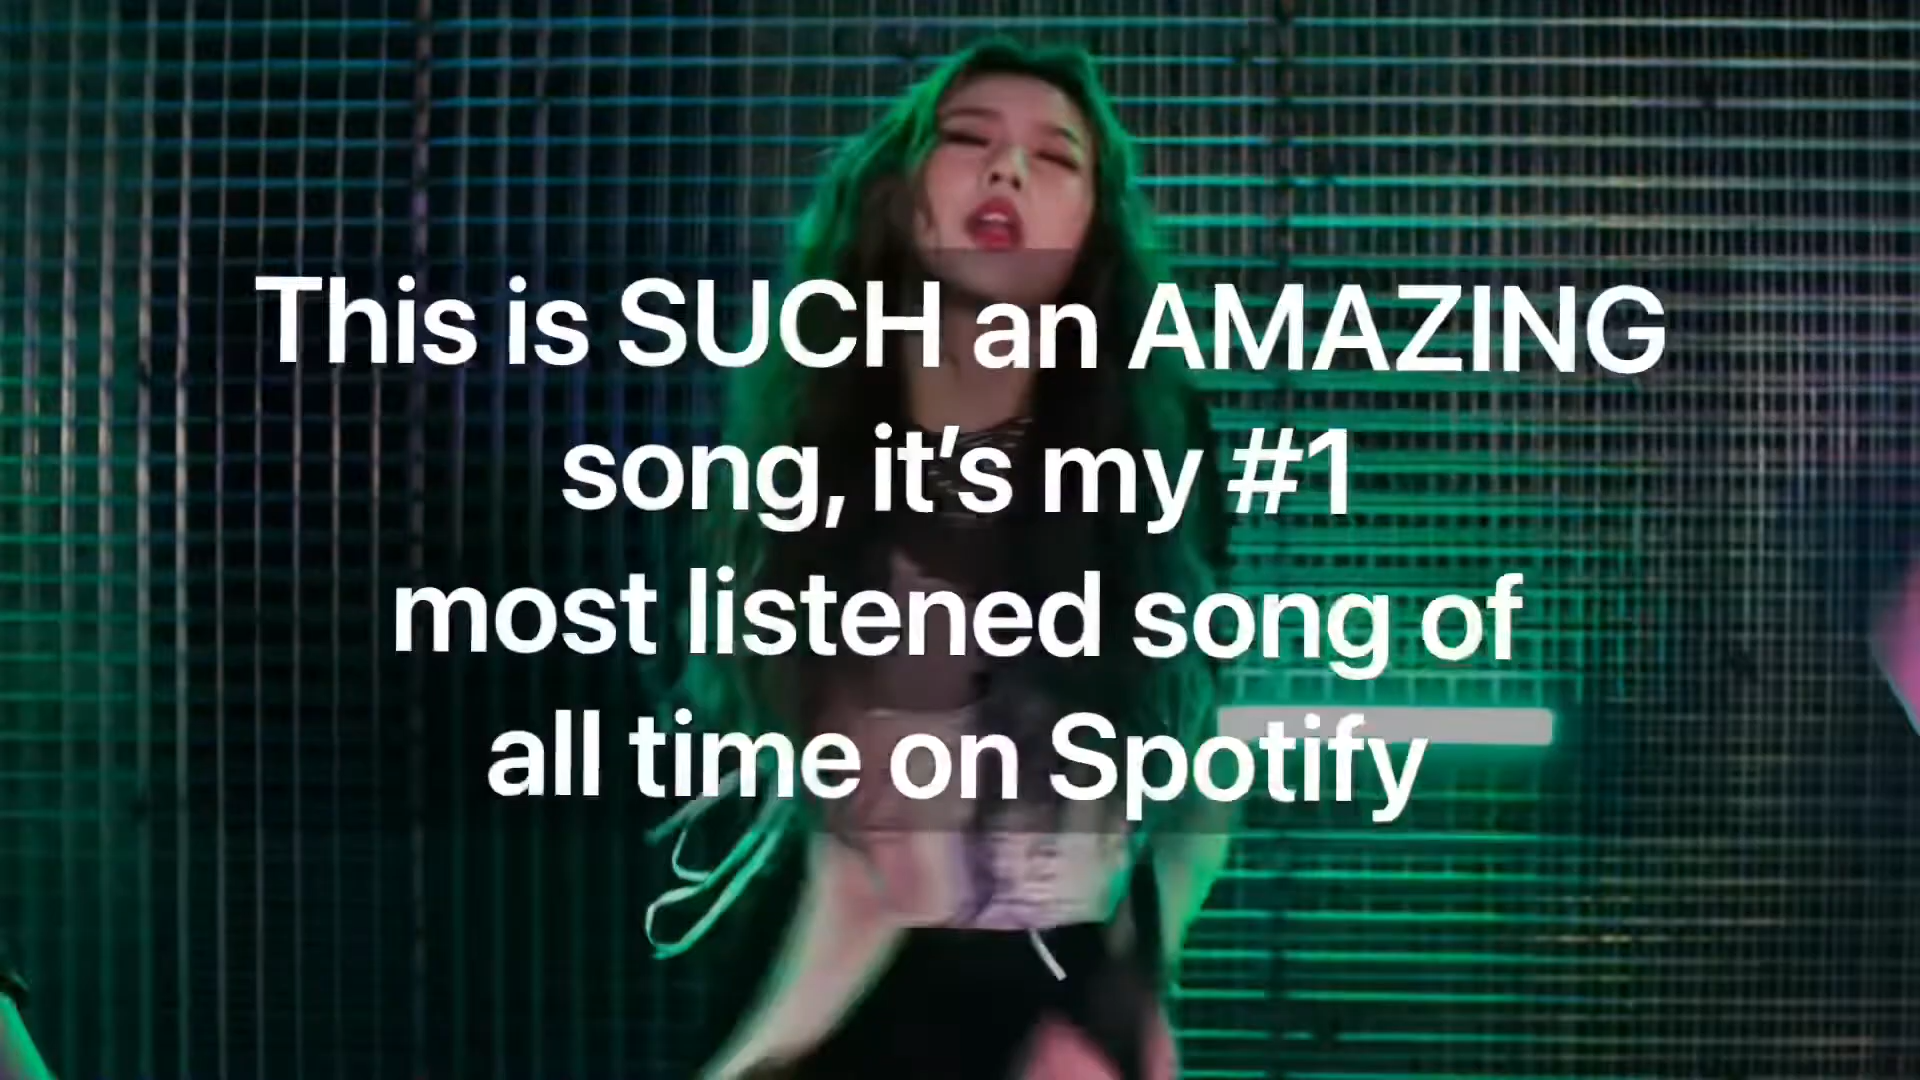 This is SUCH an AMAZING
song, it’s my #1
most listened song of
all time on Spotify